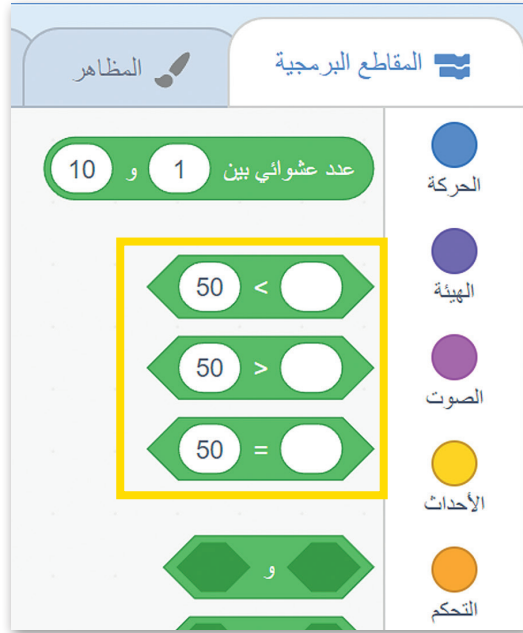 المقاطع البرمجية
المظاهر
الحركة
الهيئة
الصوت
الأحداث
التحكم
عدد عشوائي بين 1 و 10
50 <
50 >
50 =
و